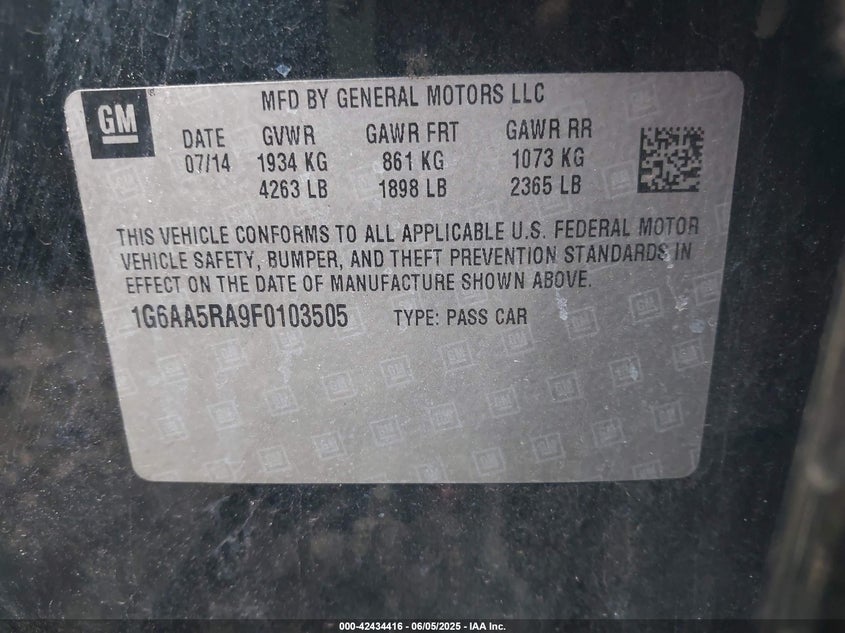 GM
MFD BY GENERAL MOTORS LLC
DATE GVWR GAWR FRT GAWR RR
07/14 1934 KG 861 KG 1073 KG
4263 LB 1898 LB 2365 LB
THIS VEHICLE CONFORMS TO ALL APPLICABLE U.S. FEDERAL MOTOR
VEHICLE SAFETY, BUMPER, AND THEFT PREVENTION STANDARDS IN
EFFECT ON THE DATE OF MANUFACTURE SHOWN ABOVE.
1G6AA5RA9F0103505 TYPE: PASS CAR
000-42434416 - 06/05/2025 - IAA Inc.